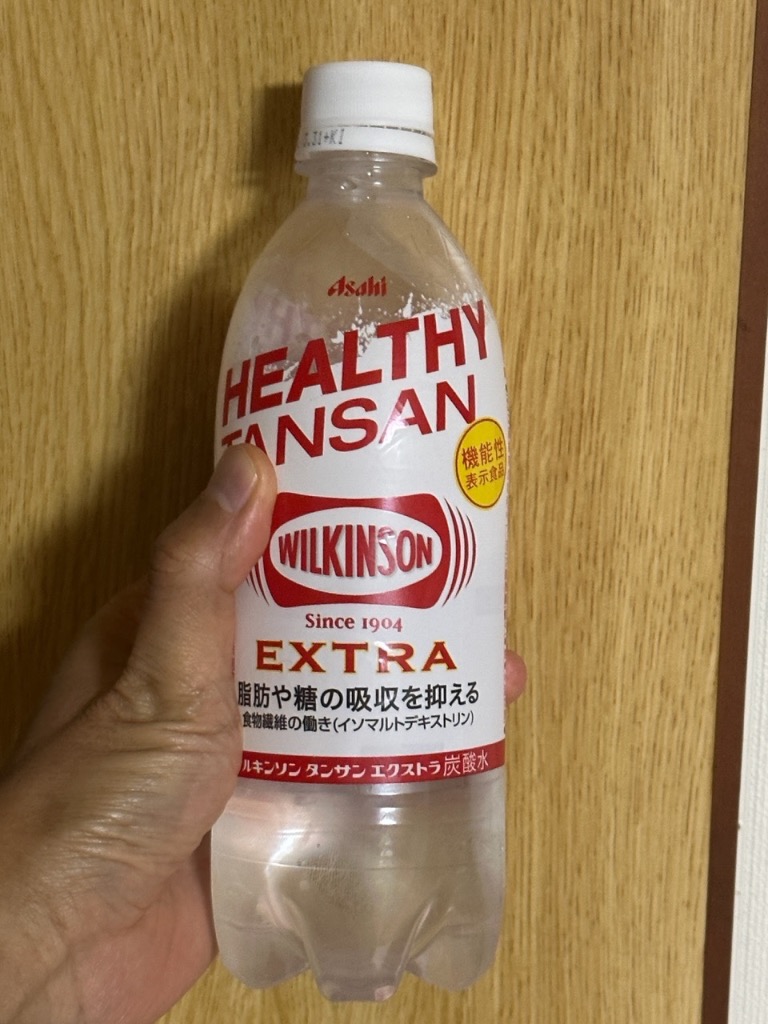 Asahi
HEALTHY
TANSAN
機能性
表示食品
WILKINSON
Since 1904
EXTRA
脂肪や糖の吸収を抑える
食物繊維の働き(イソマルトデキストリン)
ルキンソン タンサン エクストラ 炭酸水